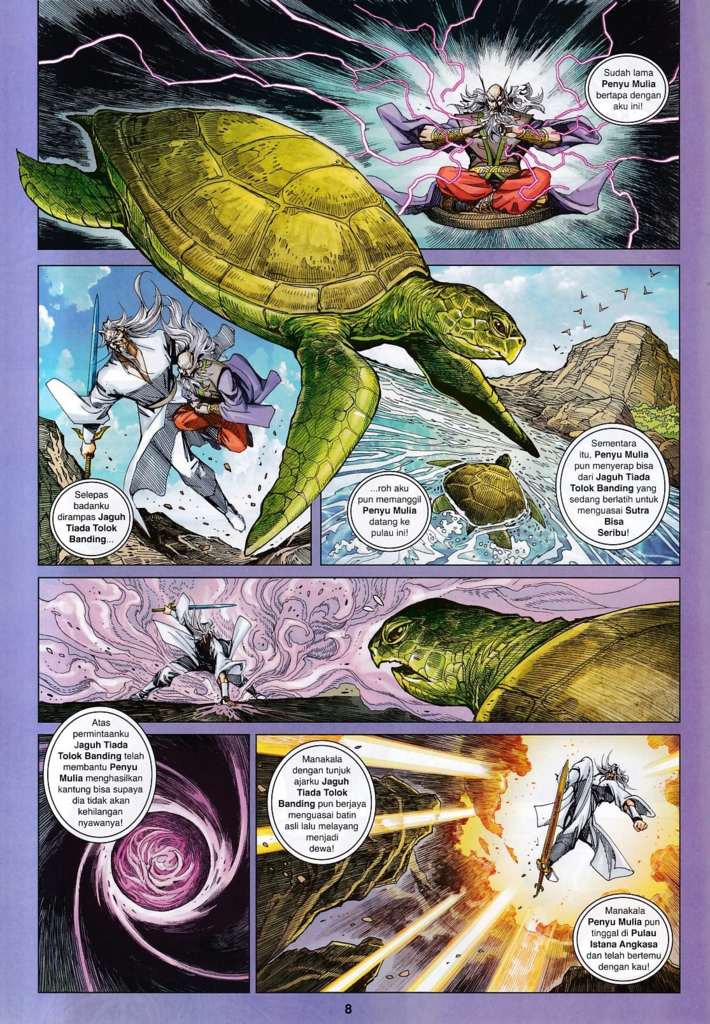 Sudah lama
Penyu Mulia
bertapa dengan
aku ini!
Selepas
badanku
dirampas Jaguh
Tiada Tolok
Banding...
...roh aku
pun memanggil
Penyu Mulia
datang ke
pulau ini!
Sementara
itu, Penyu Mulia
pun menyerap bisa
dari Jaguh Tiada
Tolok Banding yang
sedang berlatih untuk
menguasai Sutra
Bisa
Seribu!
Atas
permintaanku
Jaguh Tiada
Tolok Banding telah
membantu Penyu
Mulia menghasilkan
kantung bisa supaya
dia tidak akan
kehilangan
nyawanya!
Manakala
dengan tunjuk
ajarku Jaguh
Tiada Tolok
Banding pun berjaya
menguasai batin
asli lalu melayang
menjadi
dewa!
Manakala
Penyu Mulia pun
tinggal di Pulau
Istana Angkasa
dan telah bertemu
dengan kau!
8